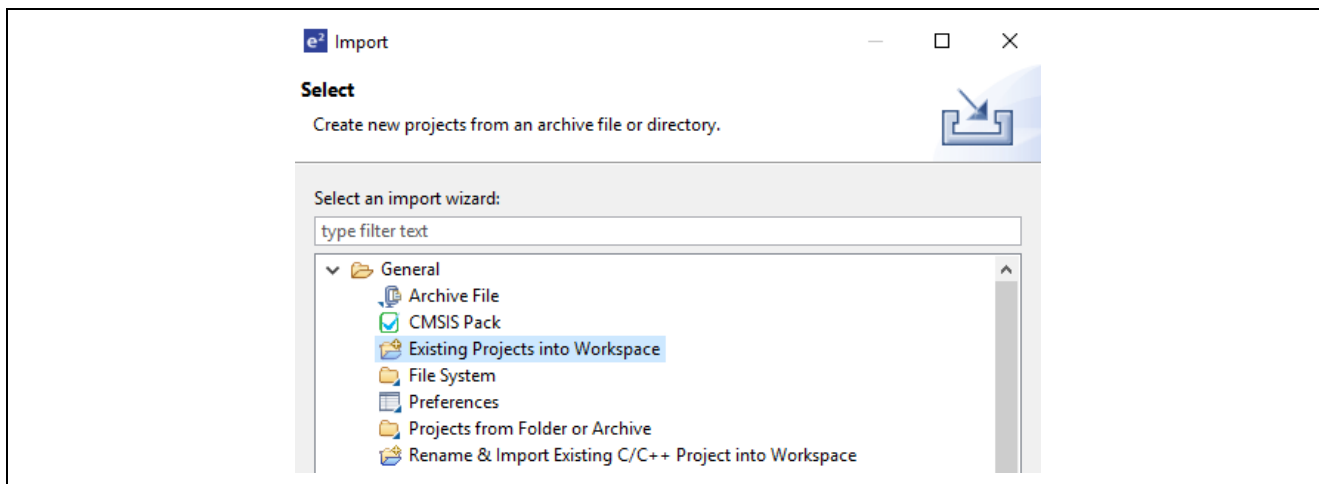 e² Import
Select
Create new projects from an archive file or directory.
Select an import wizard:
type filter text
General
Archive File
CMSIS Pack
Existing Projects into Workspace
File System
Preferences
Projects from Folder or Archive
Rename & Import Existing C/C++ Project into Workspace